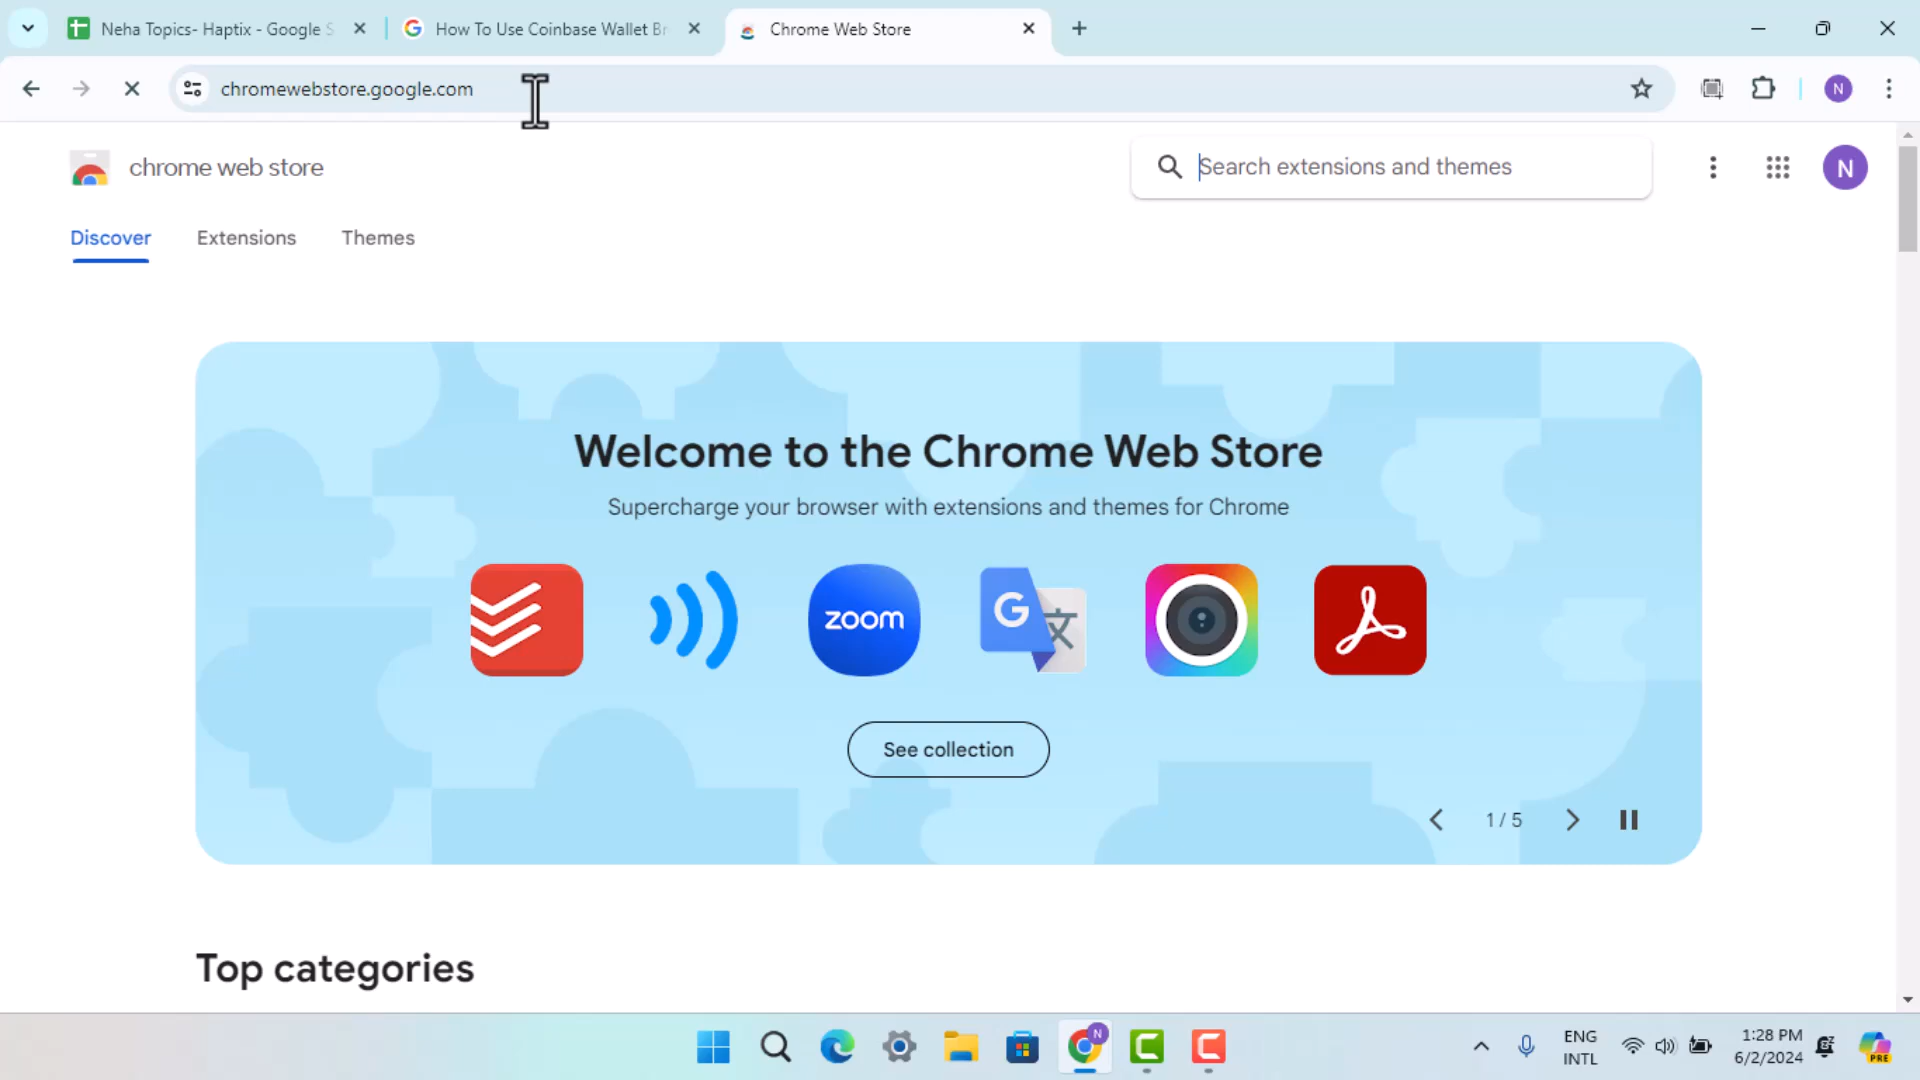 Neha Topics- Haptix - Google S
How To Use Coinbase Wallet Br
Chrome Web Store
chromewebstore.google.com
N
chrome web store
Search extensions and themes
N
Discover
Extensions
Themes
Welcome to the Chrome Web Store
Supercharge your browser with extensions and themes for Chrome
zoom
G 文
See collection
1 / 5
Top categories
N
ENG
INTL
1:28 PM
6/2/2024
PRE